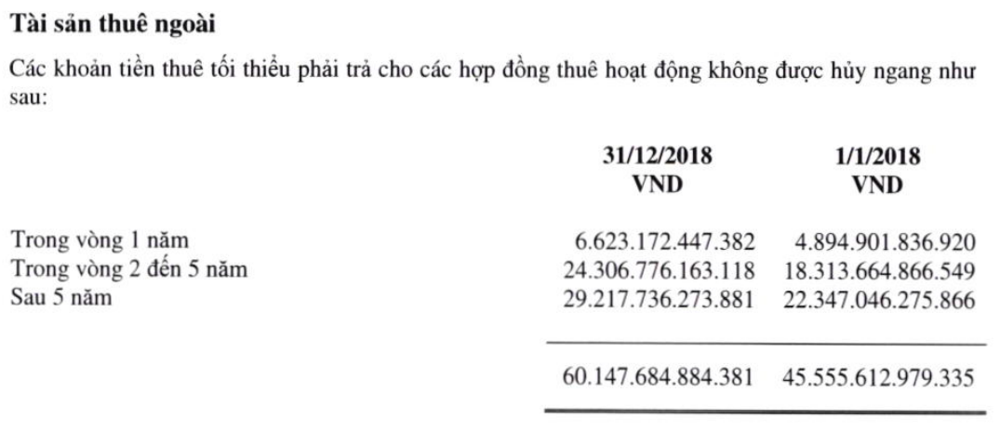 Tài sản thuê ngoài
Các khoản tiền thuê tối thiểu phải trả cho các hợp đồng thuê hoạt động không được hủy ngang như
sau:
31/12/2018 1/1/2018
VND VND
Trong vòng 1 năm 6.623.172.447.382 4.894.901.836.920
Trong vòng 2 đến 5 năm 24.306.776.163.118 18.313.664.866.549
Sau 5 năm 29.217.736.273.881 22.347.046.275.866
60.147.684.884.381 45.555.612.979.335